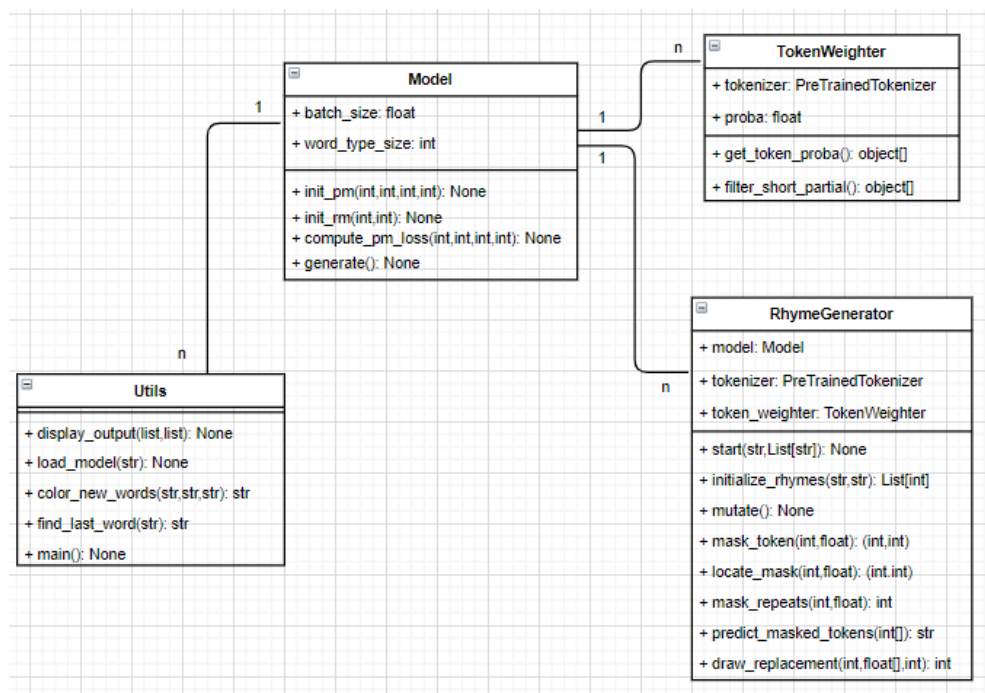 Model
+ batch_size: float
+ word_type_size: int
+ init_pm(int,int,int,int): None
+ init_rm(int,int): None
+ compute_pm_loss(int,int,int,int): None
+ generate(): None
1
n
1
1
n
n
TokenWeighter
+ tokenizer: PreTrainedTokenizer
+ proba: float
+ get_token_proba(): object[]
+ filter_short_partial(): object[]
Utils
+ display_output(list,list): None
+ load_model(str): None
+ color_new_words(str,str,str): str
+ find_last_word(str): str
+ main(): None
RhymeGenerator
+ model: Model
+ tokenizer: PreTrainedTokenizer
+ token_weighter: TokenWeighter
+ start(str,List[str]): None
+ initialize_rhymes(str,str): List[int]
+ mutate(): None
+ mask_token(int,float): (int,int)
+ locate_mask(int,float): (int.int)
+ mask_repeats(int,float): int
+ predict_masked_tokens(int[]): str
+ draw_replacement(int,float[],int): int